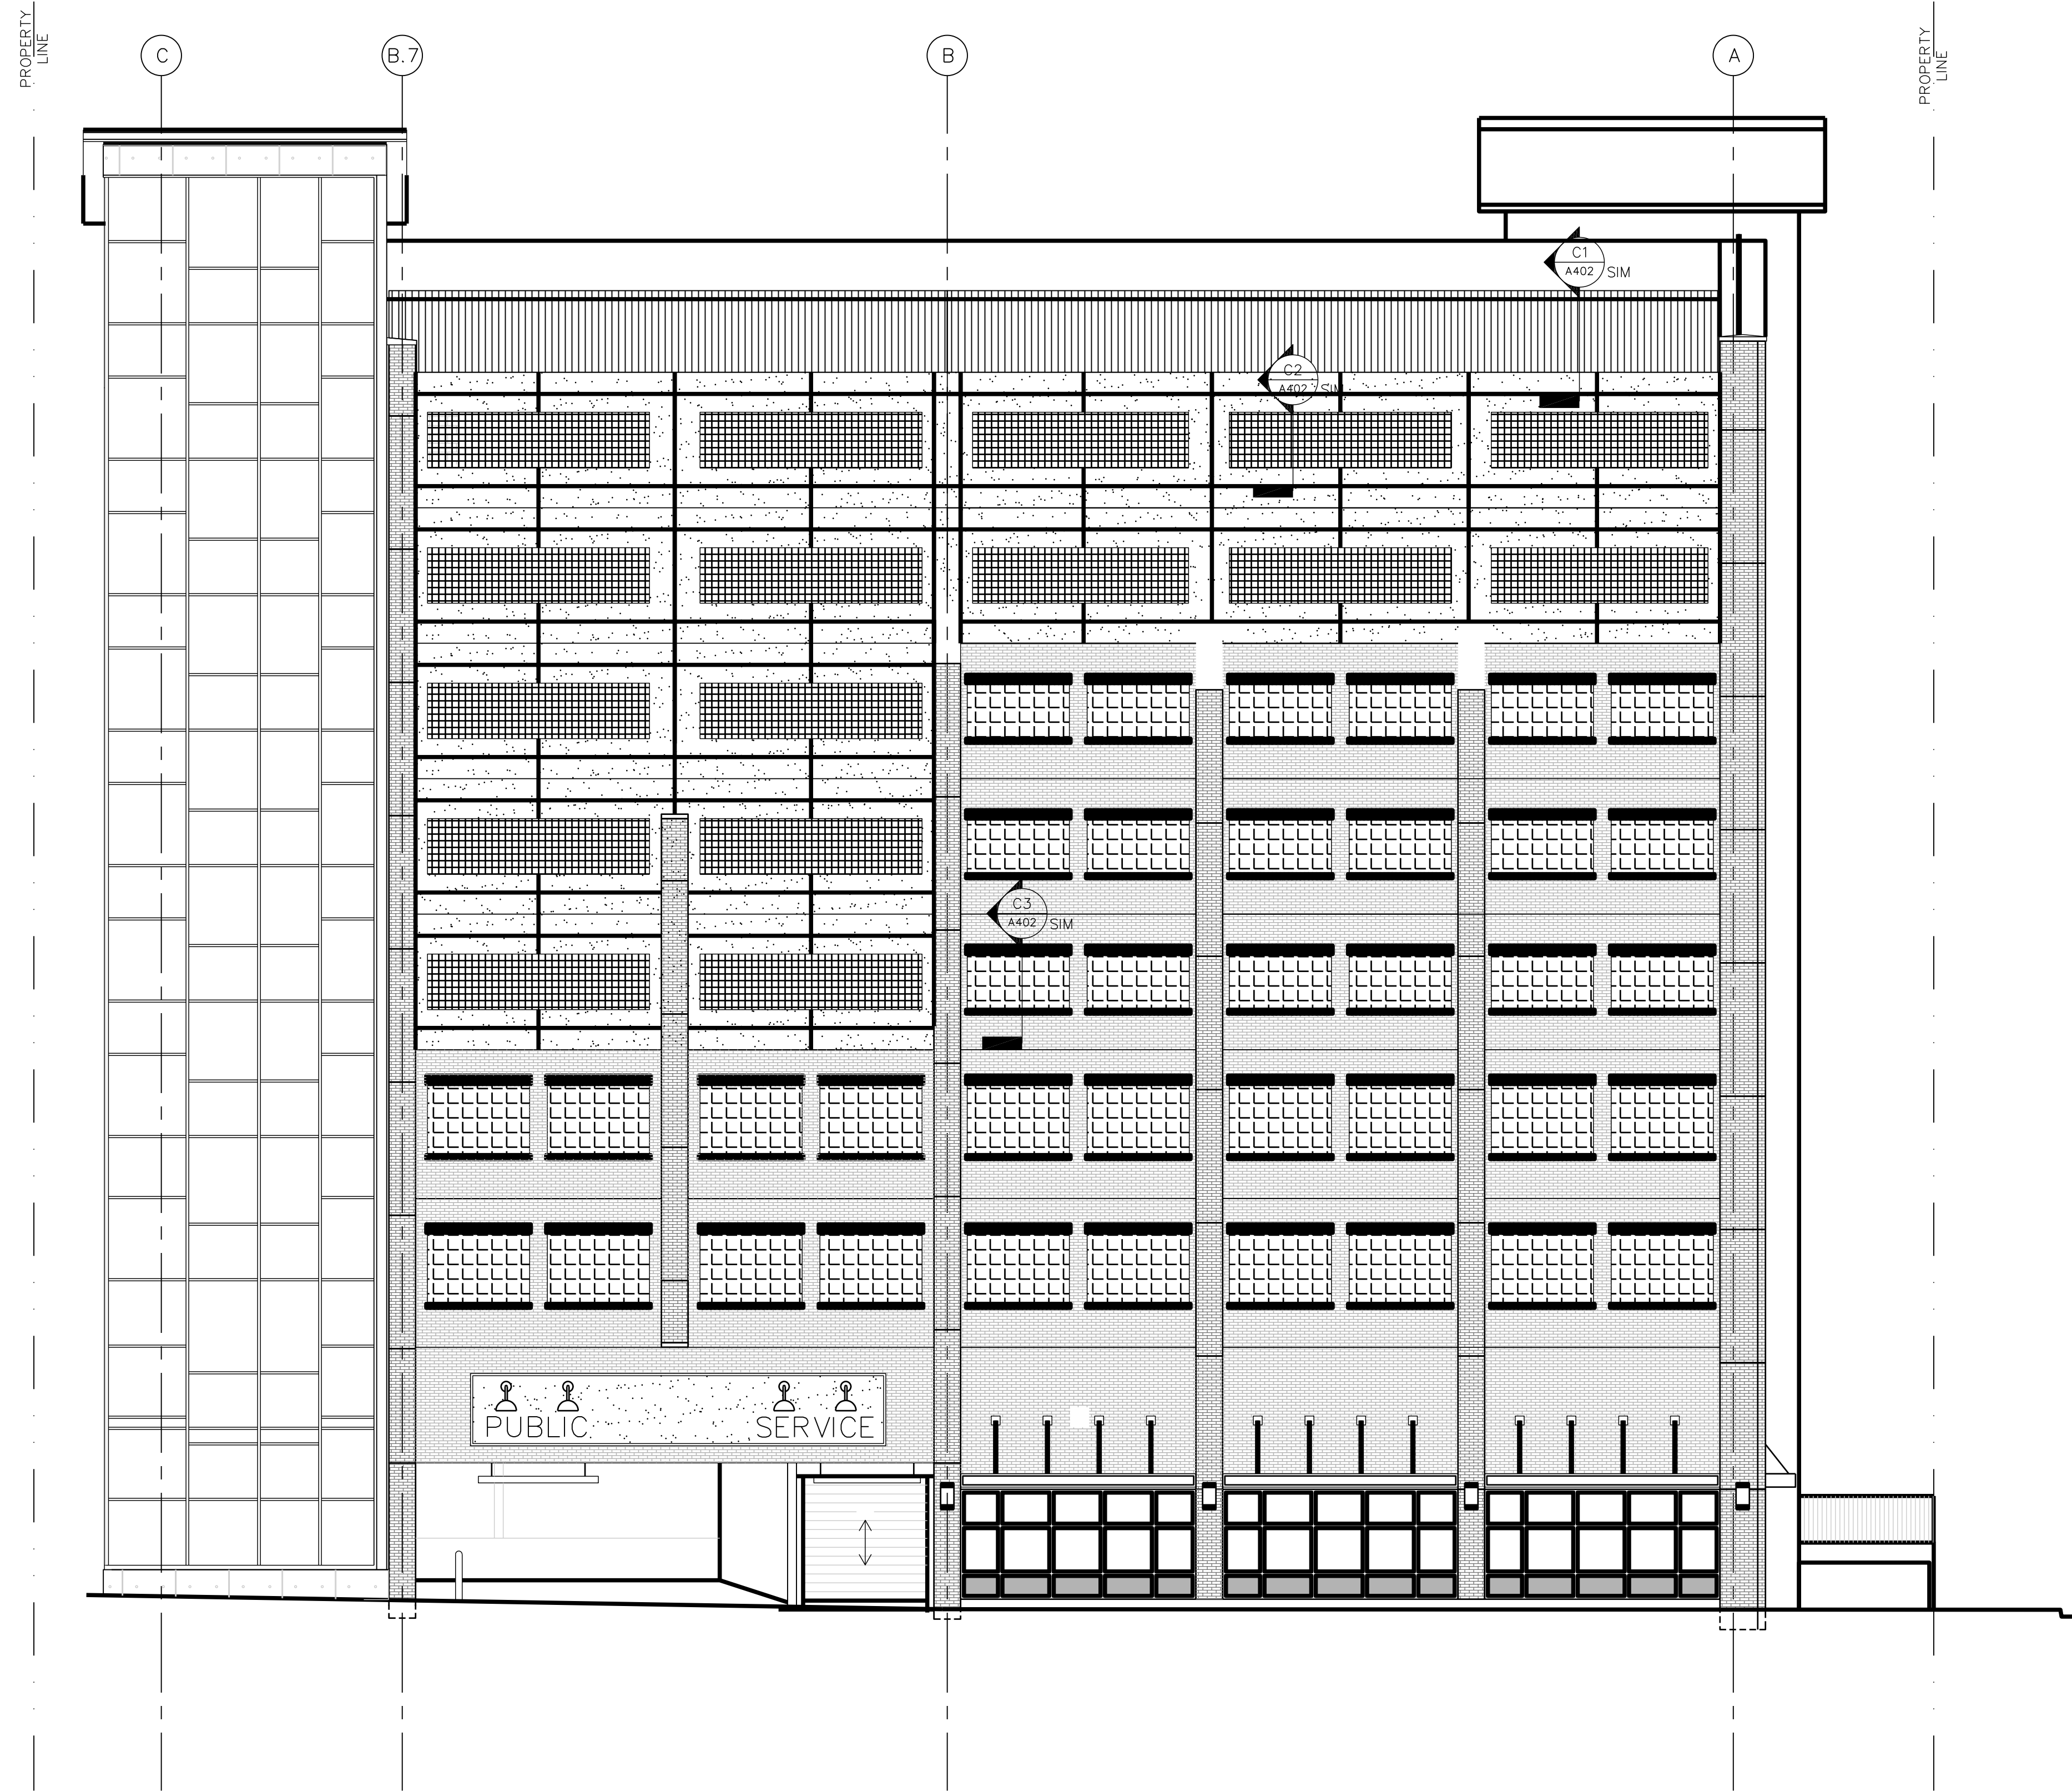 PROPERTY
LINE
C
B.7
B
A
PROPERTY
LINE
C1
A402
SIM
C2
A402
SIM
C3
A402
SIM
PUBLIC
SERVICE